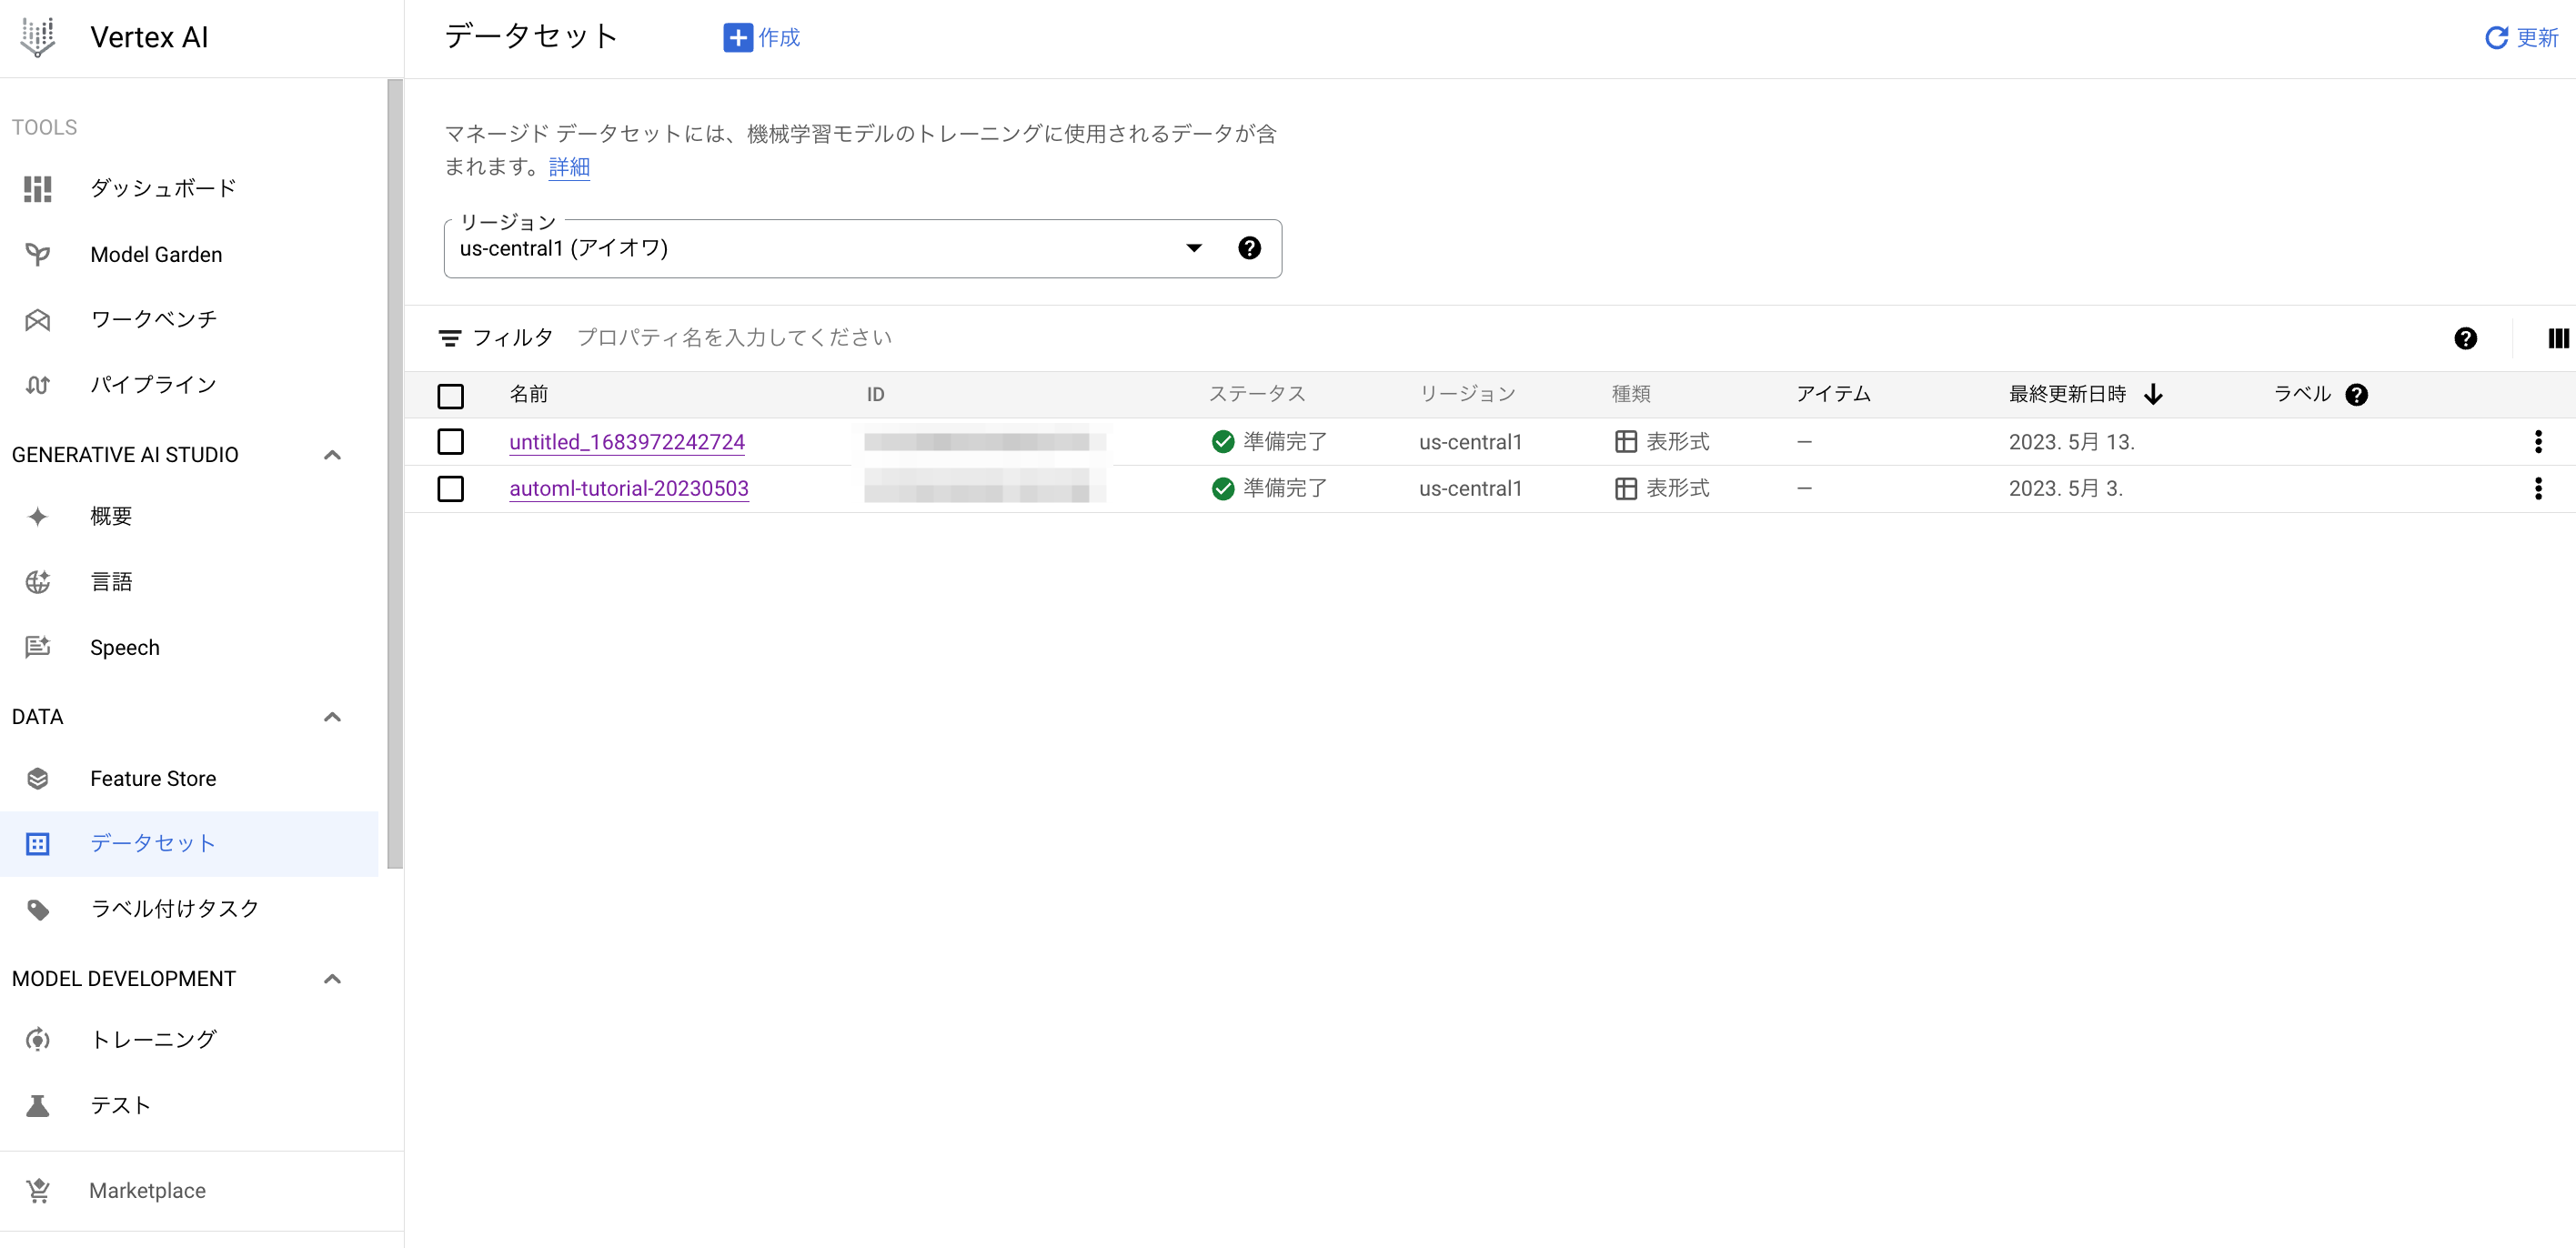 Vertex AI
データセット
作成
更新
TOOLS
ダッシュボード
Model Garden
ワークベンチ
パイプライン
GENERATIVE AI STUDIO
概要
言語
Speech
DATA
Feature Store
データセット
ラベル付けタスク
MODEL DEVELOPMENT
トレーニング
テスト
Marketplace
マネージド データセットには、機械学習モデルのトレーニングに使用されるデータが含
まれます。詳細
リージョン
us-central1 (アイオワ)
フィルタ プロパティ名を入力してください
名前 ID ステータス リージョン 種類 アイテム 最終更新日時 ラベル
untitled_1683972242724 準備完了 us-central1 表形式 — 2023. 5月 13.
automl-tutorial-20230503 準備完了 us-central1 表形式 — 2023. 5月 3.